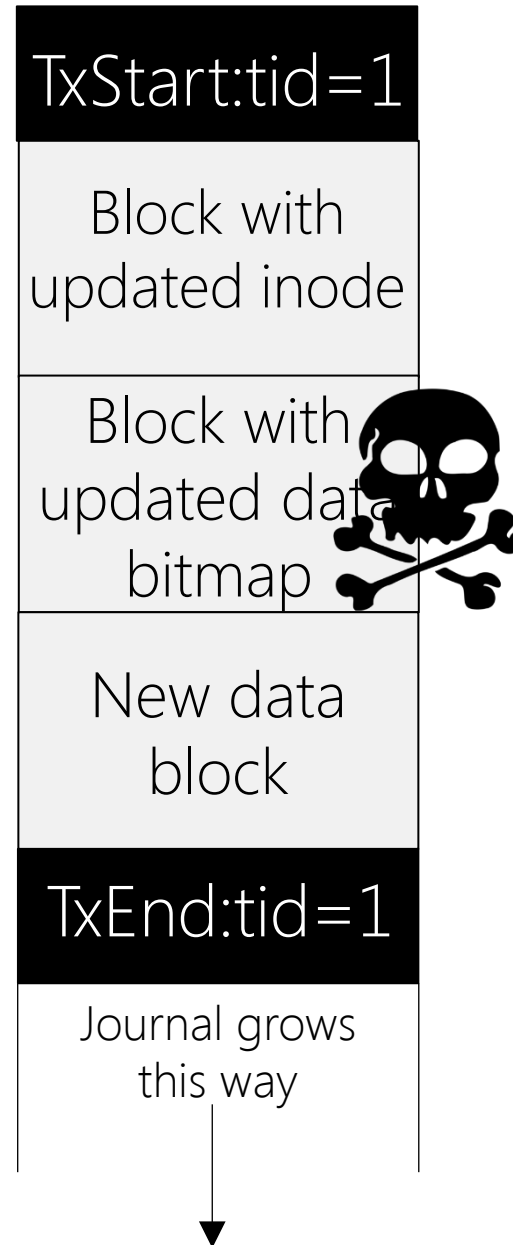 TxStart:tid=1
Block with
updated inode
Block with
updated data
bitmap
New data
block
TxEnd:tid=1
Journal grows
this way